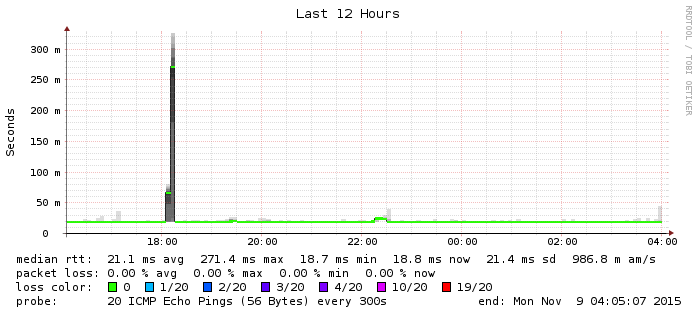 Last 12 Hours
RRDTOOL / TOBI OETIKER
Seconds
300 m
250 m
200 m
150 m
100 m
50 m
0
18:00 20:00 22:00 00:00 02:00 04:00
median rtt: 21.1 ms avg 271.4 ms max 18.7 ms min 18.8 ms now 21.4 ms sd 986.8 m am/s
packet loss: 0.00 % avg 0.00 % max 0.00 % min 0.00 % now
loss color: 0 1/20 2/20 3/20 4/20 10/20 19/20
probe: 20 ICMP Echo Pings (56 Bytes) every 300s end: Mon Nov 9 04:05:07 2015